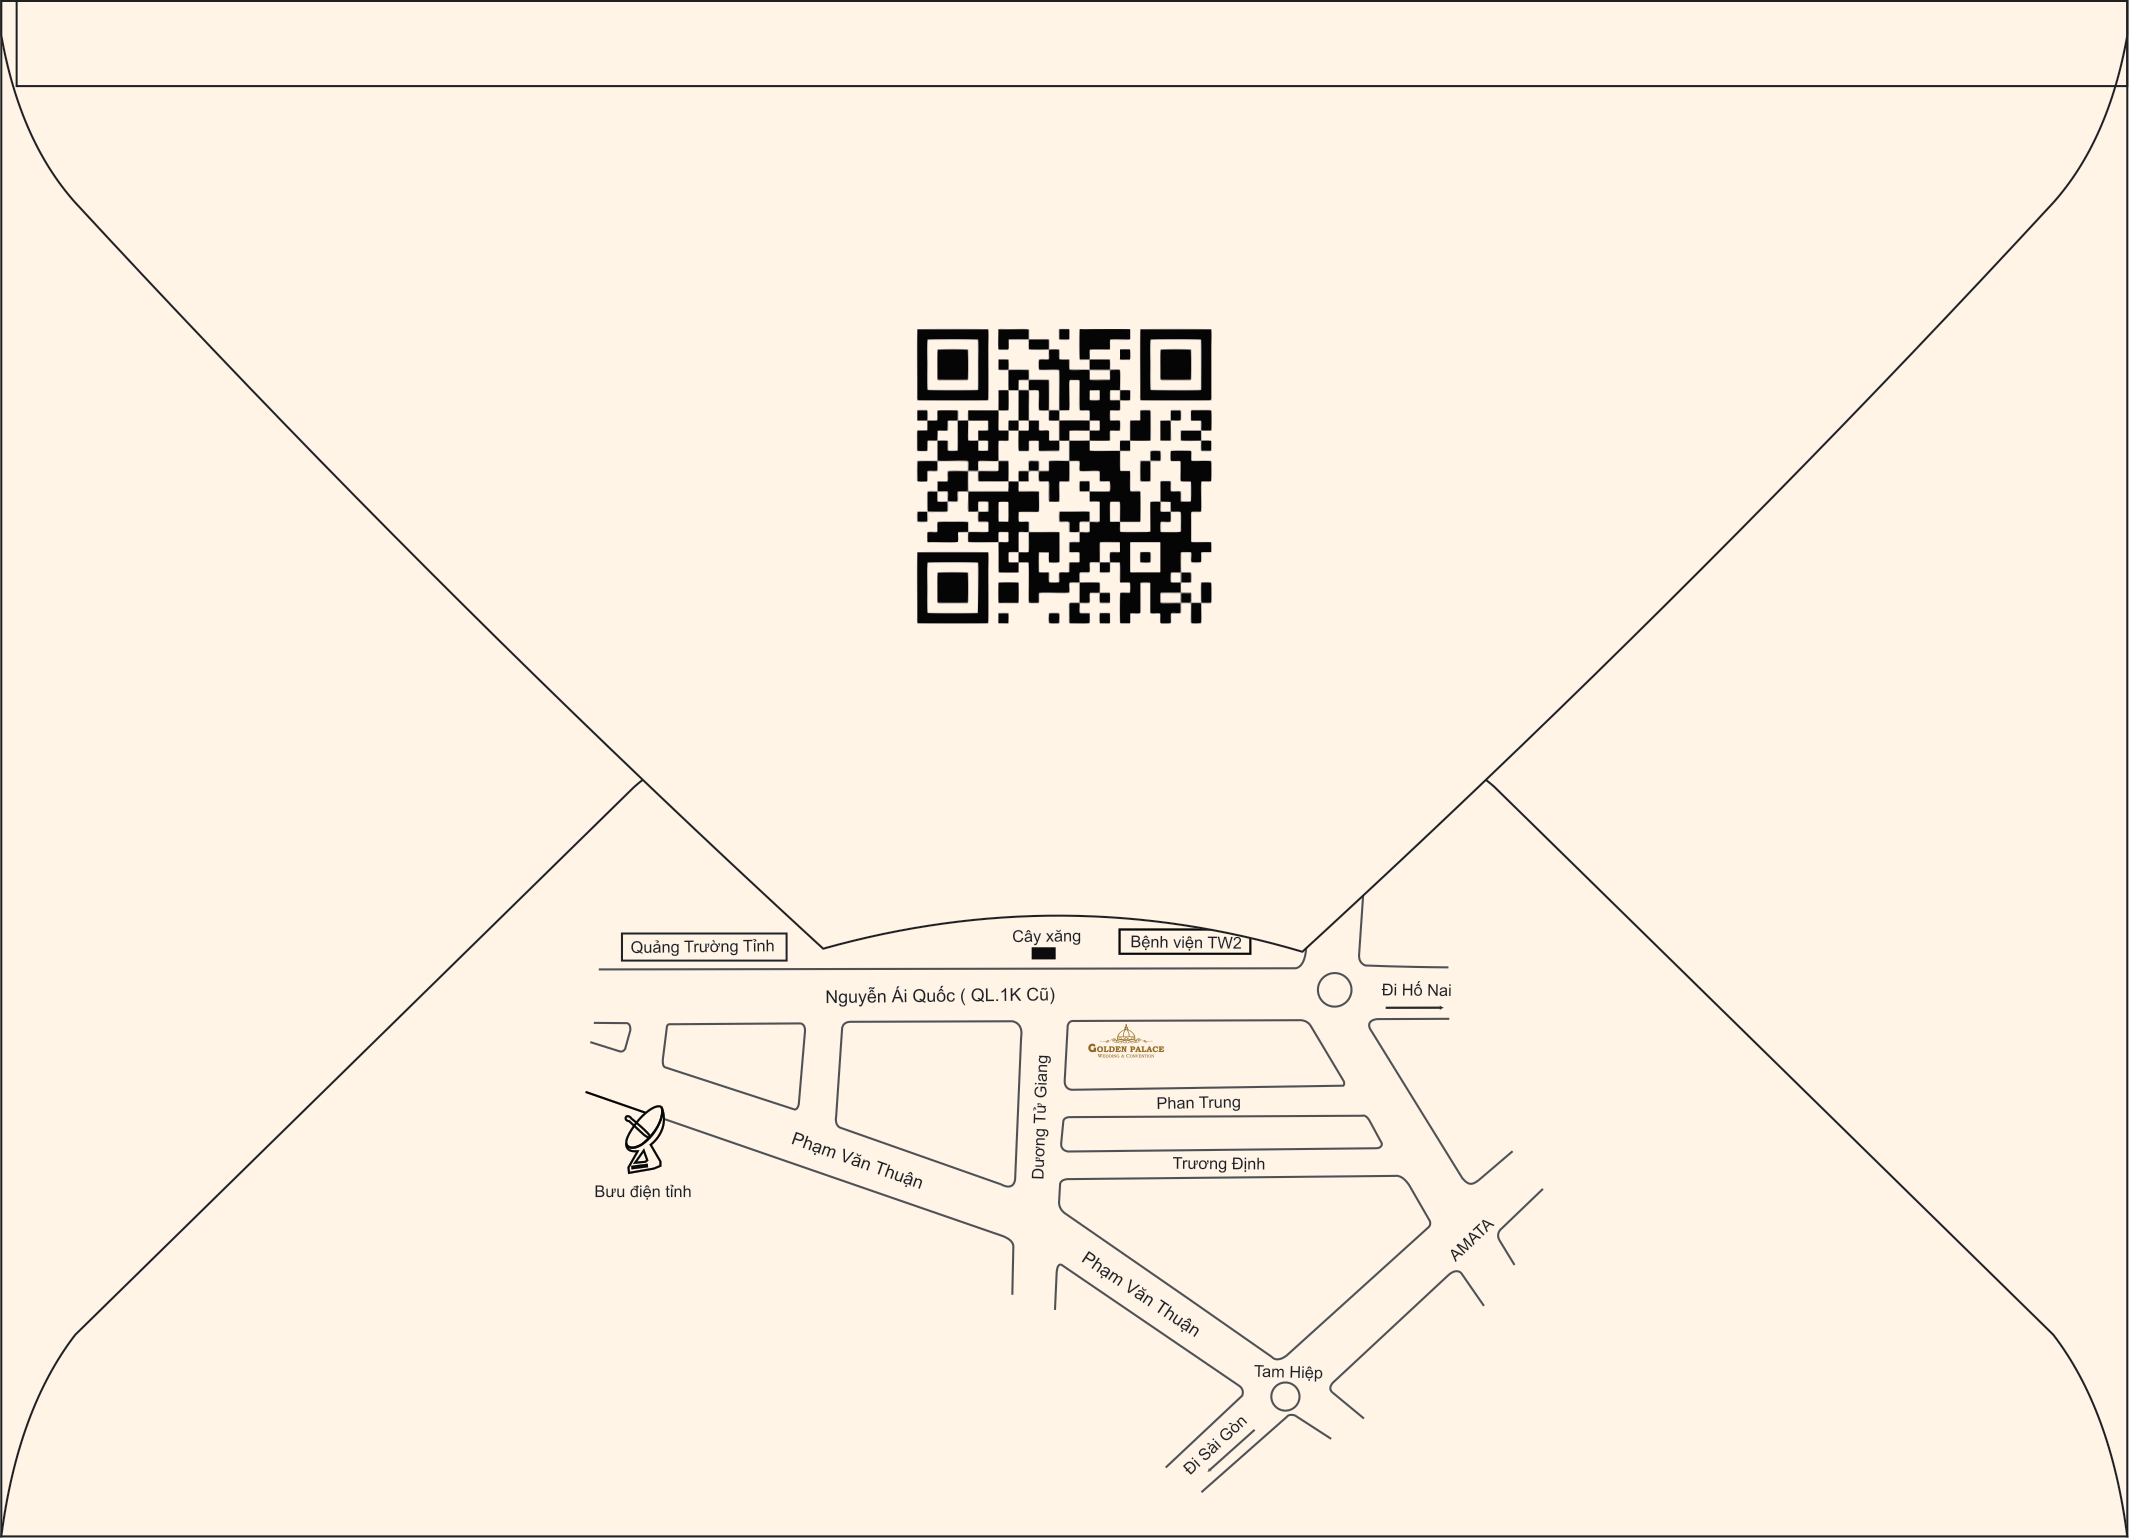 Quảng Trường Tỉnh
Cây xăng
Bệnh viện TW2
Nguyễn Ái Quốc ( QL.1K Cũ)
Đi Hố Nai
GOLDEN PALACE
WEDDING & CONVENTION
Dương Tử Giang
Phan Trung
Phạm Văn Thuận
Trương Định
Bưu điện tỉnh
AMATA
Phạm Văn Thuận
Tam Hiệp
Đi Sài Gòn